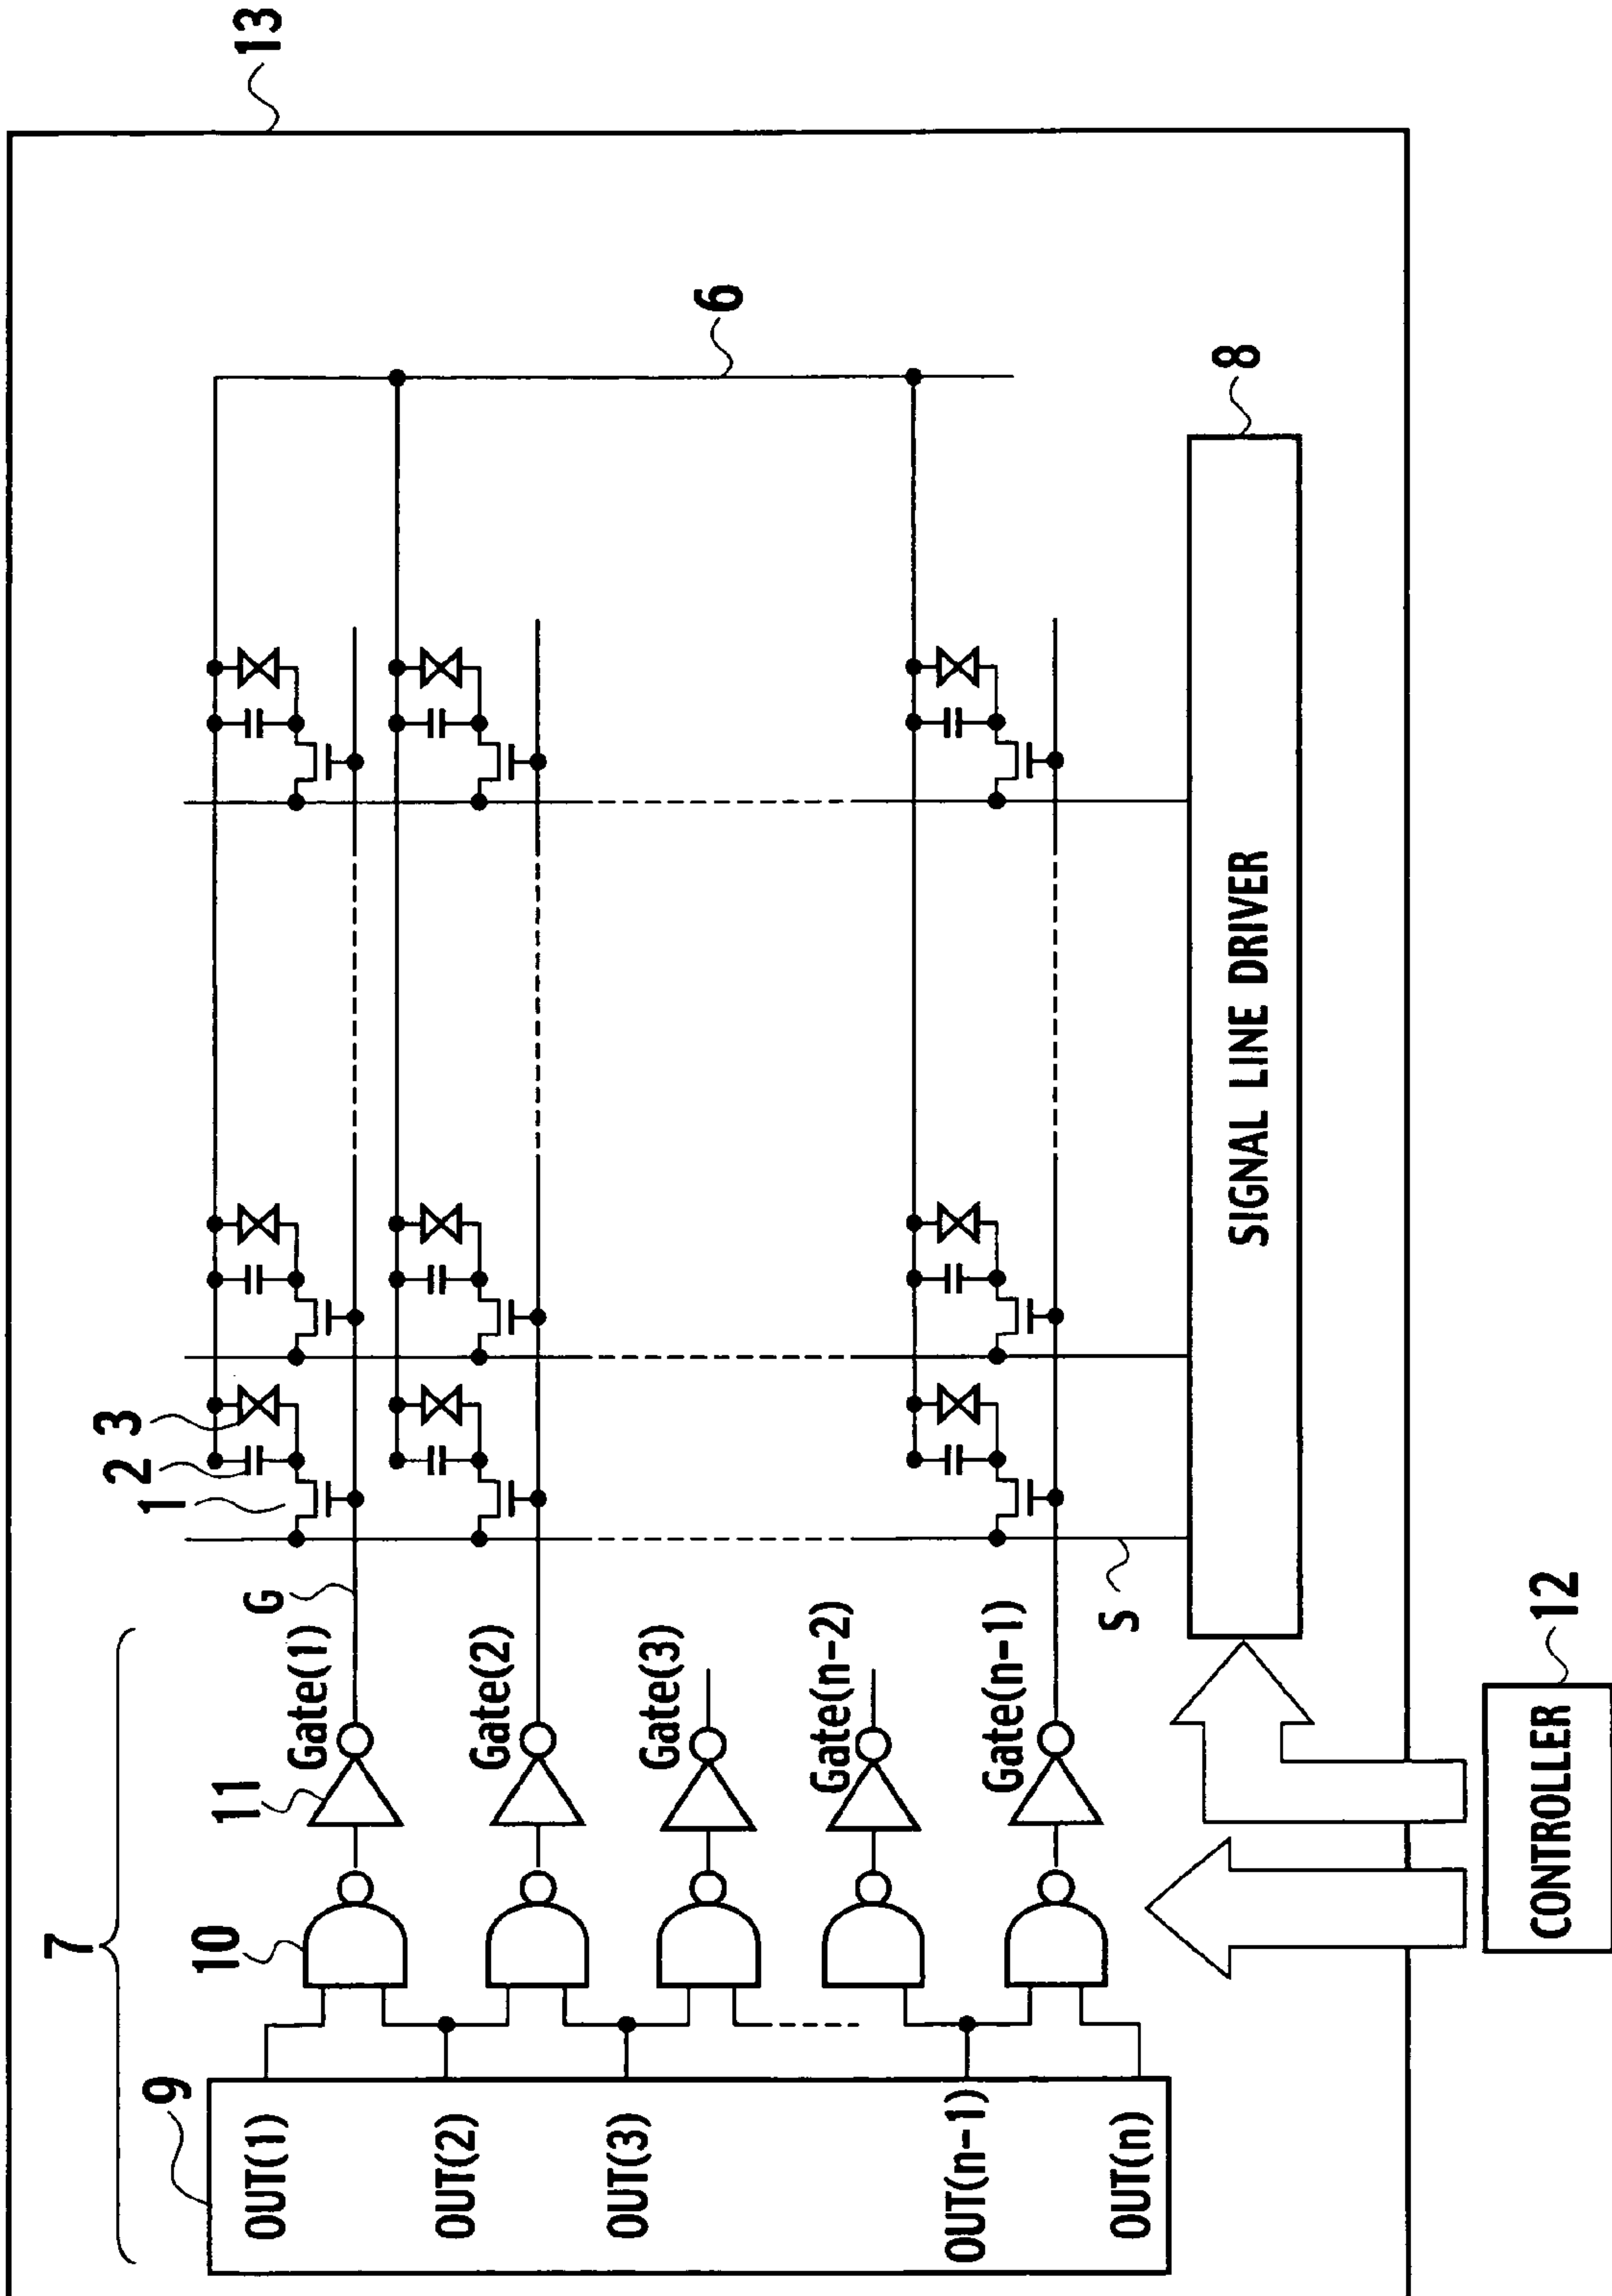 13
7
9
10
11
G
1
2
3
6
OUT(1)
Gate(1)
OUT(2)
Gate(2)
OUT(3)
Gate(3)
Gate(n-2)
OUT(n-1)
Gate(n-1)
OUT(n)
S
8
SIGNAL LINE DRIVER
12
CONTROLLER